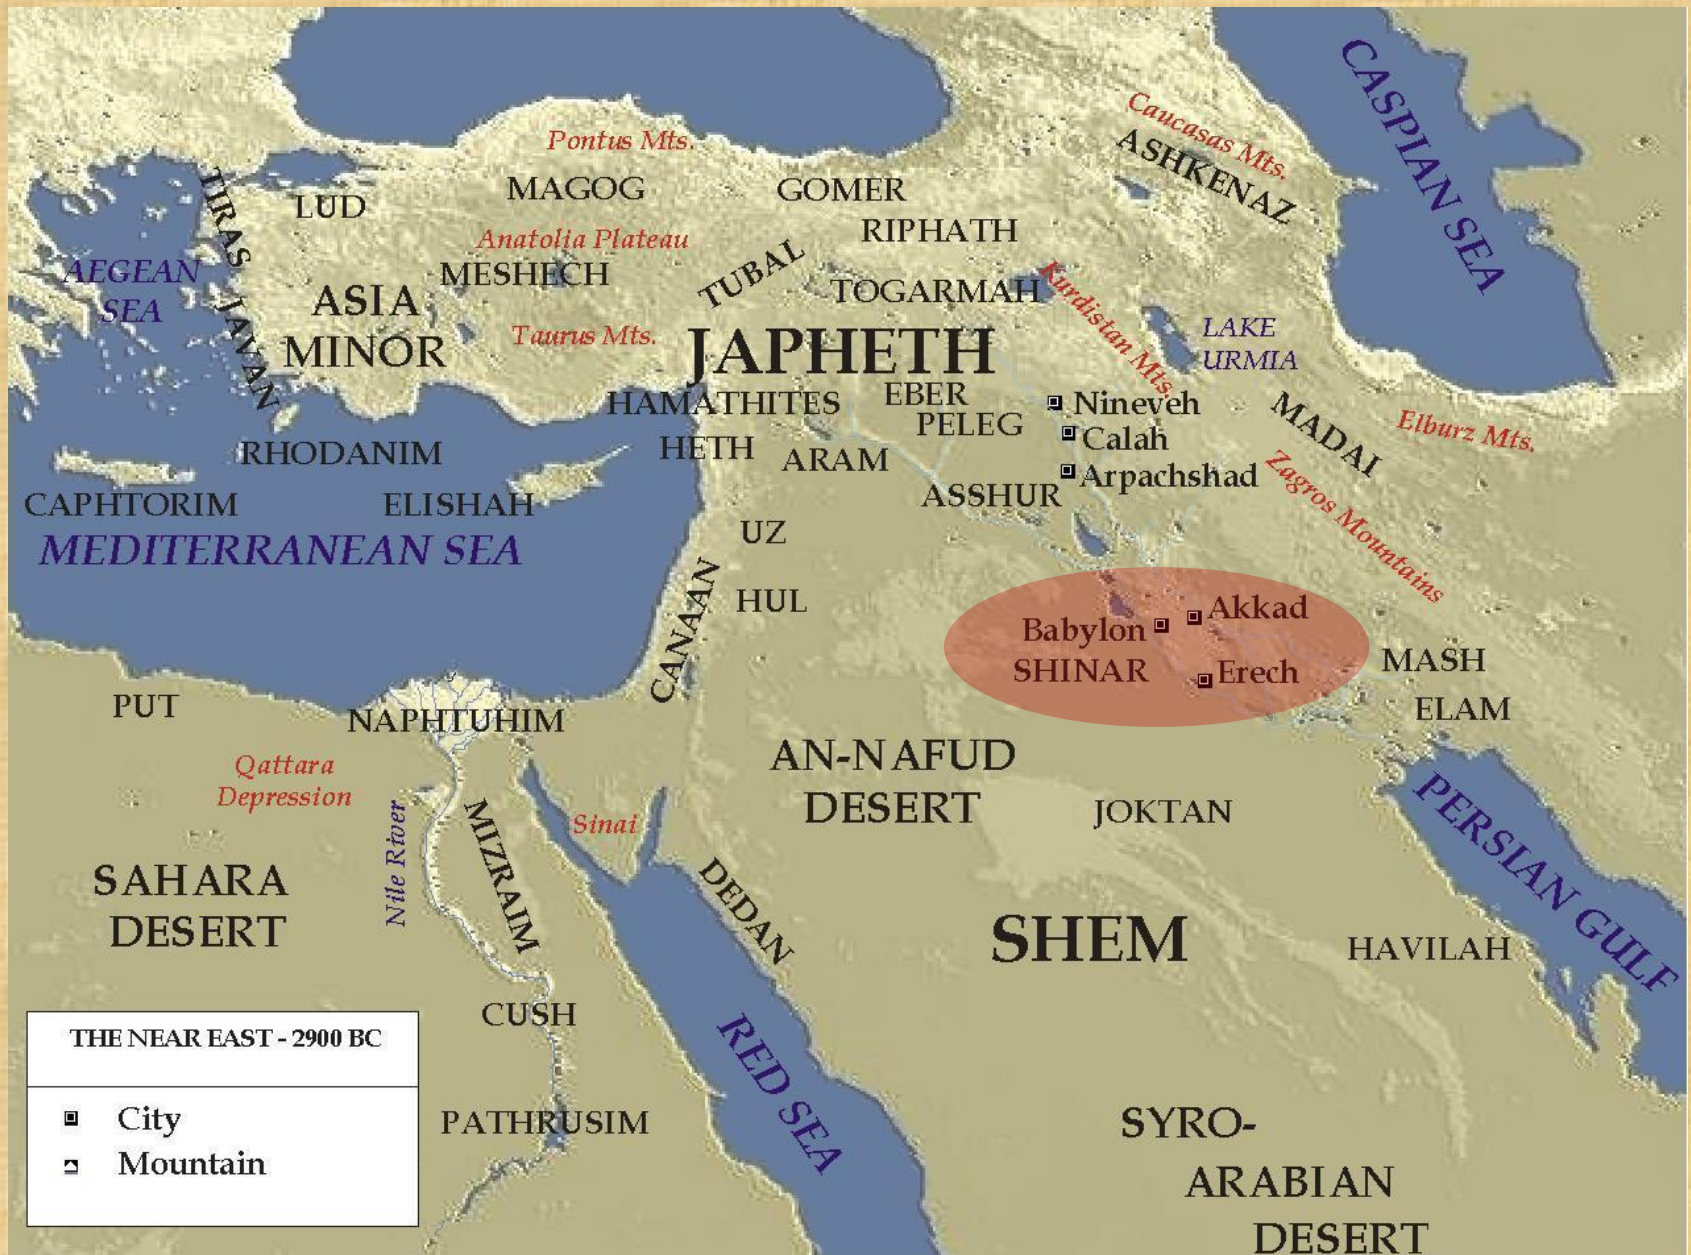 CASPIAN SEA
Caucasas Mts.
ASHKENAZ
Pontus Mts.
MAGOG
GOMER
LUD
TIRAS
RIPHATH
Anatolia Plateau
MESHECH
TUBAL
TOGARMAH
Kurdistan Mts.
AEGEAN
SEA
JAVAN
ASIA
MINOR
Taurus Mts.
JAPHETH
LAKE
URMIA
HAMATHITES
EBER
PELEG
Nineveh
Calah
Arpachshad
MADAI
Elburz Mts.
Zagros Mountains
RHODANIM
HETH
ARAM
ASSHUR
CAPHTORIM
ELISHAH
MEDITERRANEAN SEA
UZ
HUL
CANAAN
Akkad
Babylon
SHINAR
Erech
MASH
ELAM
PUT
NAPHTUHIM
Qattara
Depression
Nile River
MIZRAIM
Sinai
AN-NAFUD
DESERT
JOKTAN
PERSIAN GULF
SAHARA
DESERT
DEDAN
SHEM
HAVILAH
CUSH
RED SEA
PATHRUSIM
SYRO-
ARABIAN
DESERT
THE NEAR EAST - 2900 BC
City
Mountain